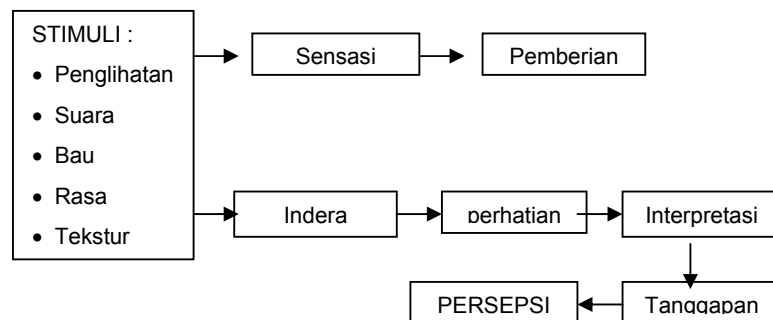 STIMULI :
• Penglihatan
• Suara
• Bau
• Rasa
• Tekstur
Sensasi
Pemberian
Indera
perhatian
Interpretasi
Tanggapan
PERSEPSI